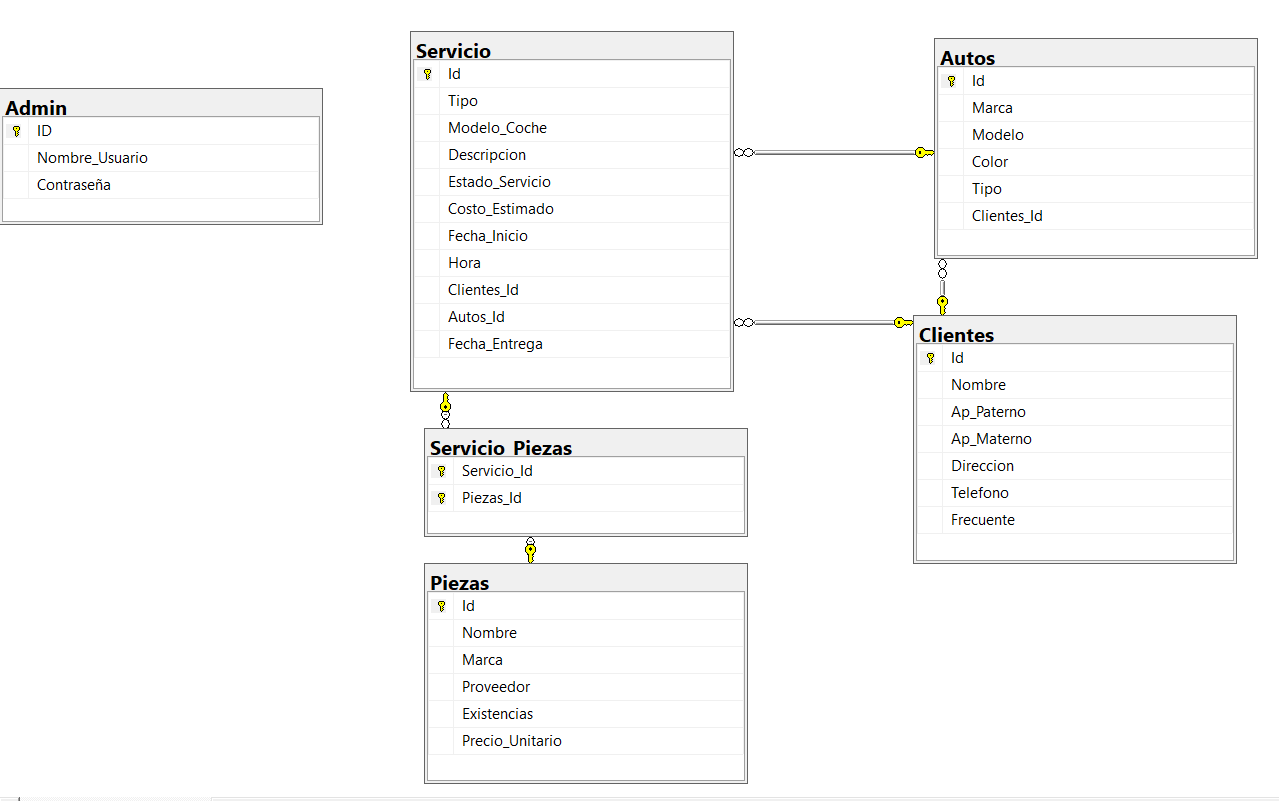 Admin
ID
Nombre_Usuario
Contraseña
Servicio
Id
Tipo
Modelo_Coche
Descripcion
Estado_Servicio
Costo_Estimado
Fecha_Inicio
Hora
Clientes_Id
Autos_Id
Fecha_Entrega
Autos
Id
Marca
Modelo
Color
Tipo
Clientes_Id
Clientes
Id
Nombre
Ap_Paterno
Ap_Materno
Direccion
Telefono
Frecuente
Servicio_Piezas
Servicio_Id
Piezas_Id
Piezas
Id
Nombre
Marca
Proveedor
Existencias
Precio_Unitario